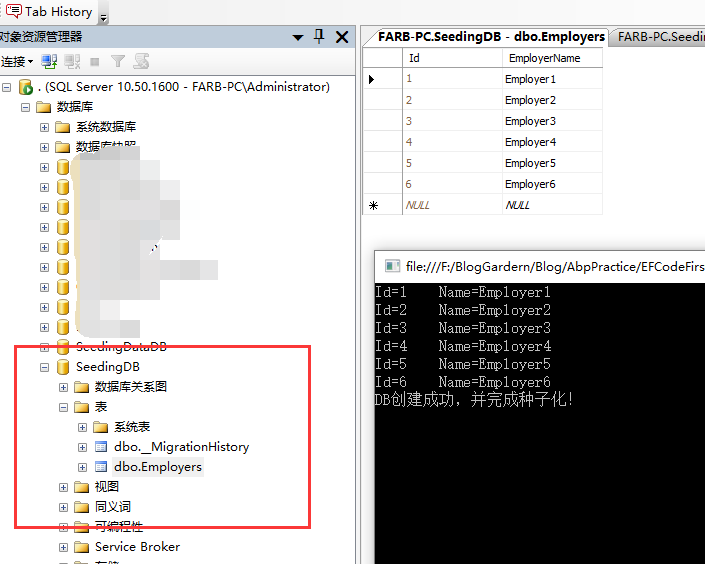 Tab History
对象资源管理器
连接
. (SQL Server 10.50.1600 - FARB-PC\Administrator)
数据库
系统数据库
数据库快照
SeedingDataDB
SeedingDB
数据库关系图
表
系统表
dbo.__MigrationHistory
dbo.Employers
视图
同义词
可编程性
Service Broker
存储
FARB-PC.SeedingDB - dbo.Employers
FARB-PC.Seedin
Id EmployerName
1 Employer1
2 Employer2
3 Employer3
4 Employer4
5 Employer5
6 Employer6
NULL NULL
file:///F:/BlogGardern/Blog/AbpPractice/EFCodeFirs
Id=1 Name=Employer1
Id=2 Name=Employer2
Id=3 Name=Employer3
Id=4 Name=Employer4
Id=5 Name=Employer5
Id=6 Name=Employer6
DB创建成功，并完成种子化！